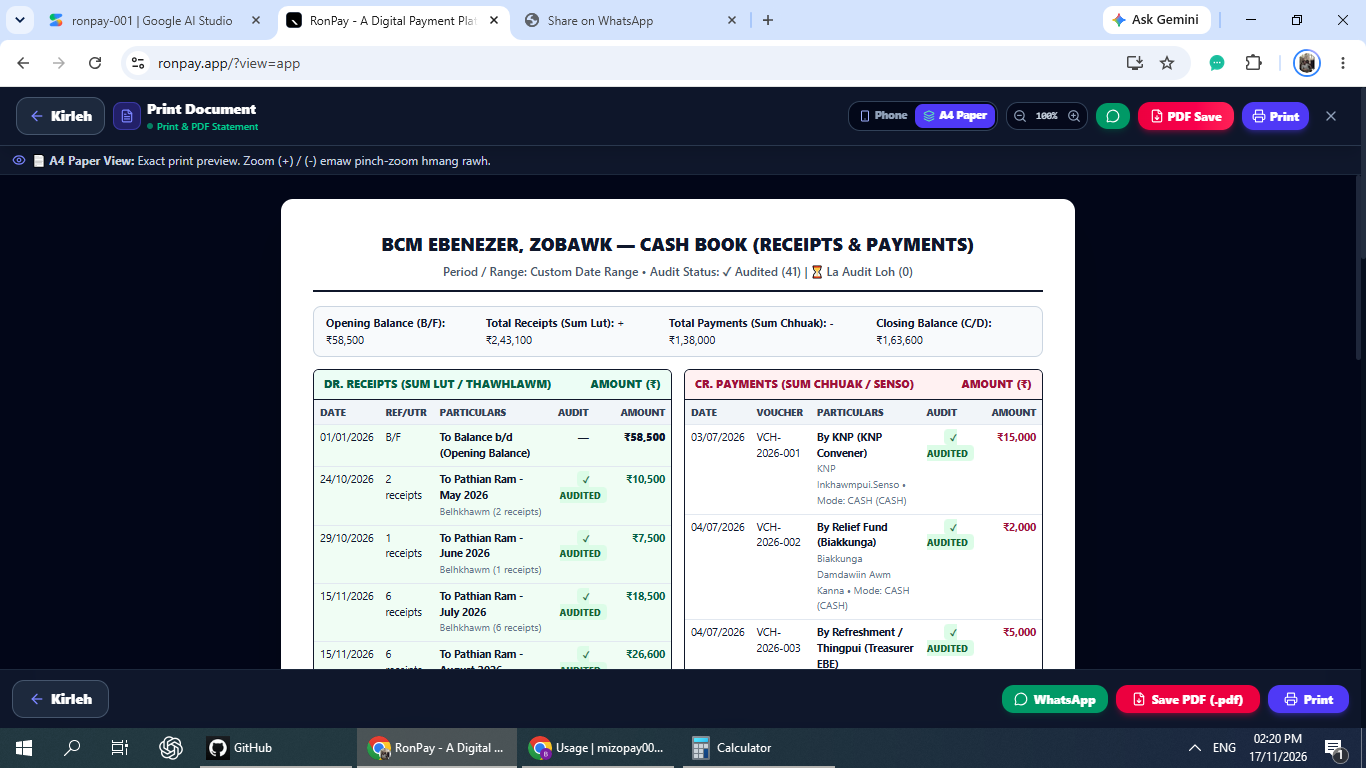 ronpay-001 | Google AI Studio
RonPay - A Digital Payment Plat
Share on WhatsApp
Ask Gemini
ronpay.app/?view=app
Kirleh
Print Document
Print & PDF Statement
Phone
A4 Paper
100%
PDF Save
Print
A4 Paper View: Exact print preview. Zoom (+) / (-) emaw pinch-zoom hmang rawh.
BCM EBENEZER, ZOBAWK — CASH BOOK (RECEIPTS & PAYMENTS)
Period / Range: Custom Date Range • Audit Status: ✓ Audited (41) | ⏳ La Audit Loh (0)
Opening Balance (B/F):
₹58,500
Total Receipts (Sum Lut): +
₹2,43,100
Total Payments (Sum Chhuak): -
₹1,38,000
Closing Balance (C/D):
₹1,63,600
DR. RECEIPTS (SUM LUT / THAWHLAWM) AMOUNT (₹)
DATE REF/UTR PARTICULARS AUDIT AMOUNT
01/01/2026 B/F To Balance b/d — ₹58,500
(Opening Balance)
24/10/2026 2 To Pathian Ram - ✓ ₹10,500
receipts May 2026 AUDITED
Belhkhawm (2 receipts)
29/10/2026 1 To Pathian Ram - ✓ ₹7,500
receipts June 2026 AUDITED
Belhkhawm (1 receipts)
15/11/2026 6 To Pathian Ram - ✓ ₹18,500
receipts July 2026 AUDITED
Belhkhawm (6 receipts)
15/11/2026 6 To Pathian Ram - ✓ ₹26,600
receipts August 2026 AUDITED
CR. PAYMENTS (SUM CHHUAK / SENSO) AMOUNT (₹)
DATE VOUCHER PARTICULARS AUDIT AMOUNT
03/07/2026 VCH- By KNP (KNP ✓ ₹15,000
2026-001 Convener) AUDITED
KNP
Inkhawmpui.Senso •
Mode: CASH (CASH)
04/07/2026 VCH- By Relief Fund ✓ ₹2,000
2026-002 (Biakkunga) AUDITED
Biakkunga
Damdawiin Awm
Kanna • Mode: CASH
(CASH)
04/07/2026 VCH- By Refreshment / ✓ ₹5,000
2026-003 Thingpui (Treasurer AUDITED
EBE)
Kirleh
WhatsApp
Save PDF (.pdf)
Print
GitHub
RonPay - A Digital ...
Usage | mizopay00...
Calculator
ENG
02:20 PM
17/11/2026
1